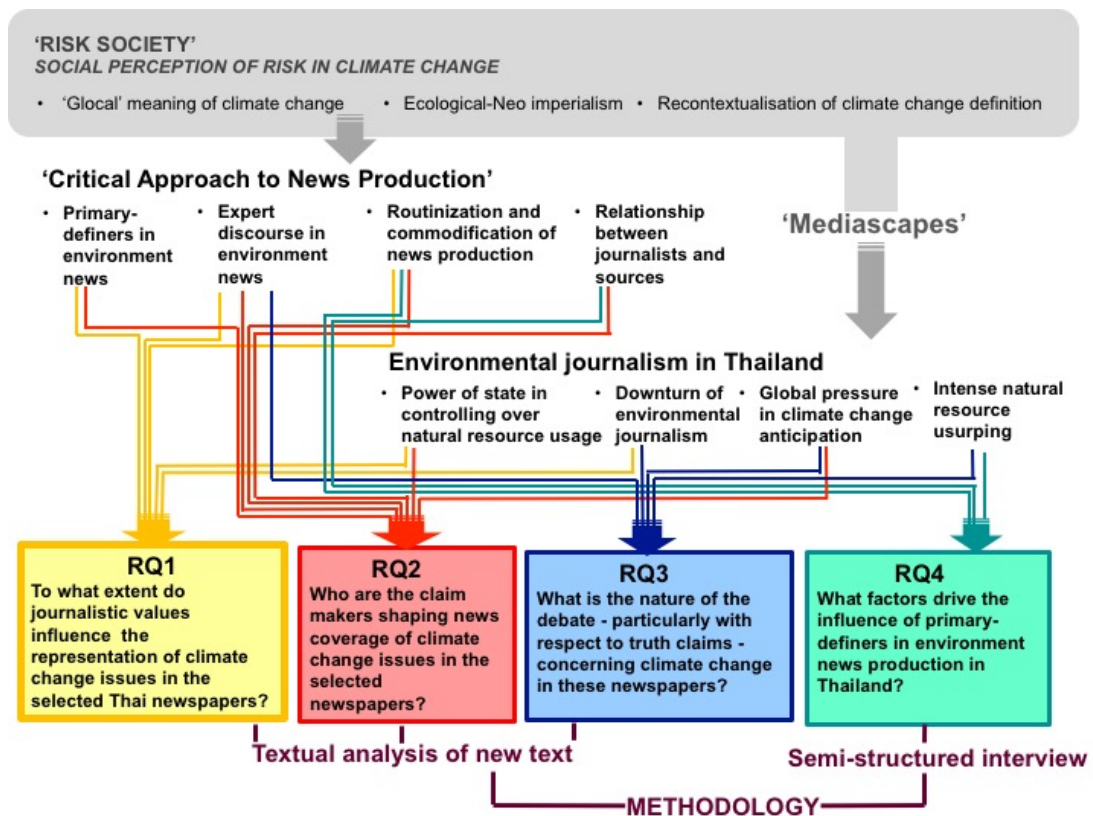 ‘RISK SOCIETY’
SOCIAL PERCEPTION OF RISK IN CLIMATE CHANGE
• ‘Glocal’ meaning of climate change • Ecological-Neo imperialism • Recontextualisation of climate change definition
‘Critical Approach to News Production’
• Primary-
definers in
environment
news
• Expert
discourse in
environment
news
• Routinization and
commodification of
news production
• Relationship
between
journalists and
sources
‘Mediascapes’
Environmental journalism in Thailand
• Power of state in
controlling over
natural resource usage
• Downturn of
environmental
journalism
• Global pressure
in climate change
anticipation
• Intense natural
resource
usurping
RQ1
To what extent do
journalistic values
influence the
representation of climate
change issues in the
selected Thai newspapers?
RQ2
Who are the claim
makers shaping news
coverage of climate
change issues in the
selected
newspapers?
RQ3
What is the nature of the
debate - particularly with
respect to truth claims -
concerning climate change
in these newspapers?
RQ4
What factors drive the
influence of primary-
definers in environment
news production in
Thailand?
Textual analysis of new text
Semi-structured interview
METHODOLOGY